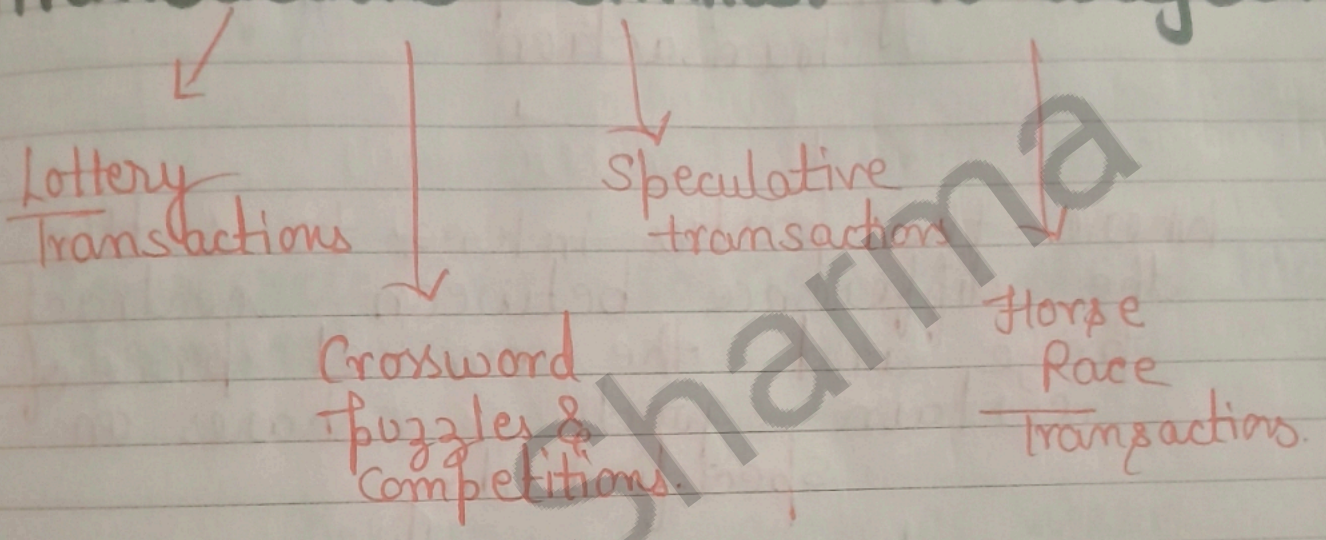 Lottery
Transactions
Speculative
transactions
Crossword
puzzles &
Competitions.
Horse
Race
Transactions.
Sharma